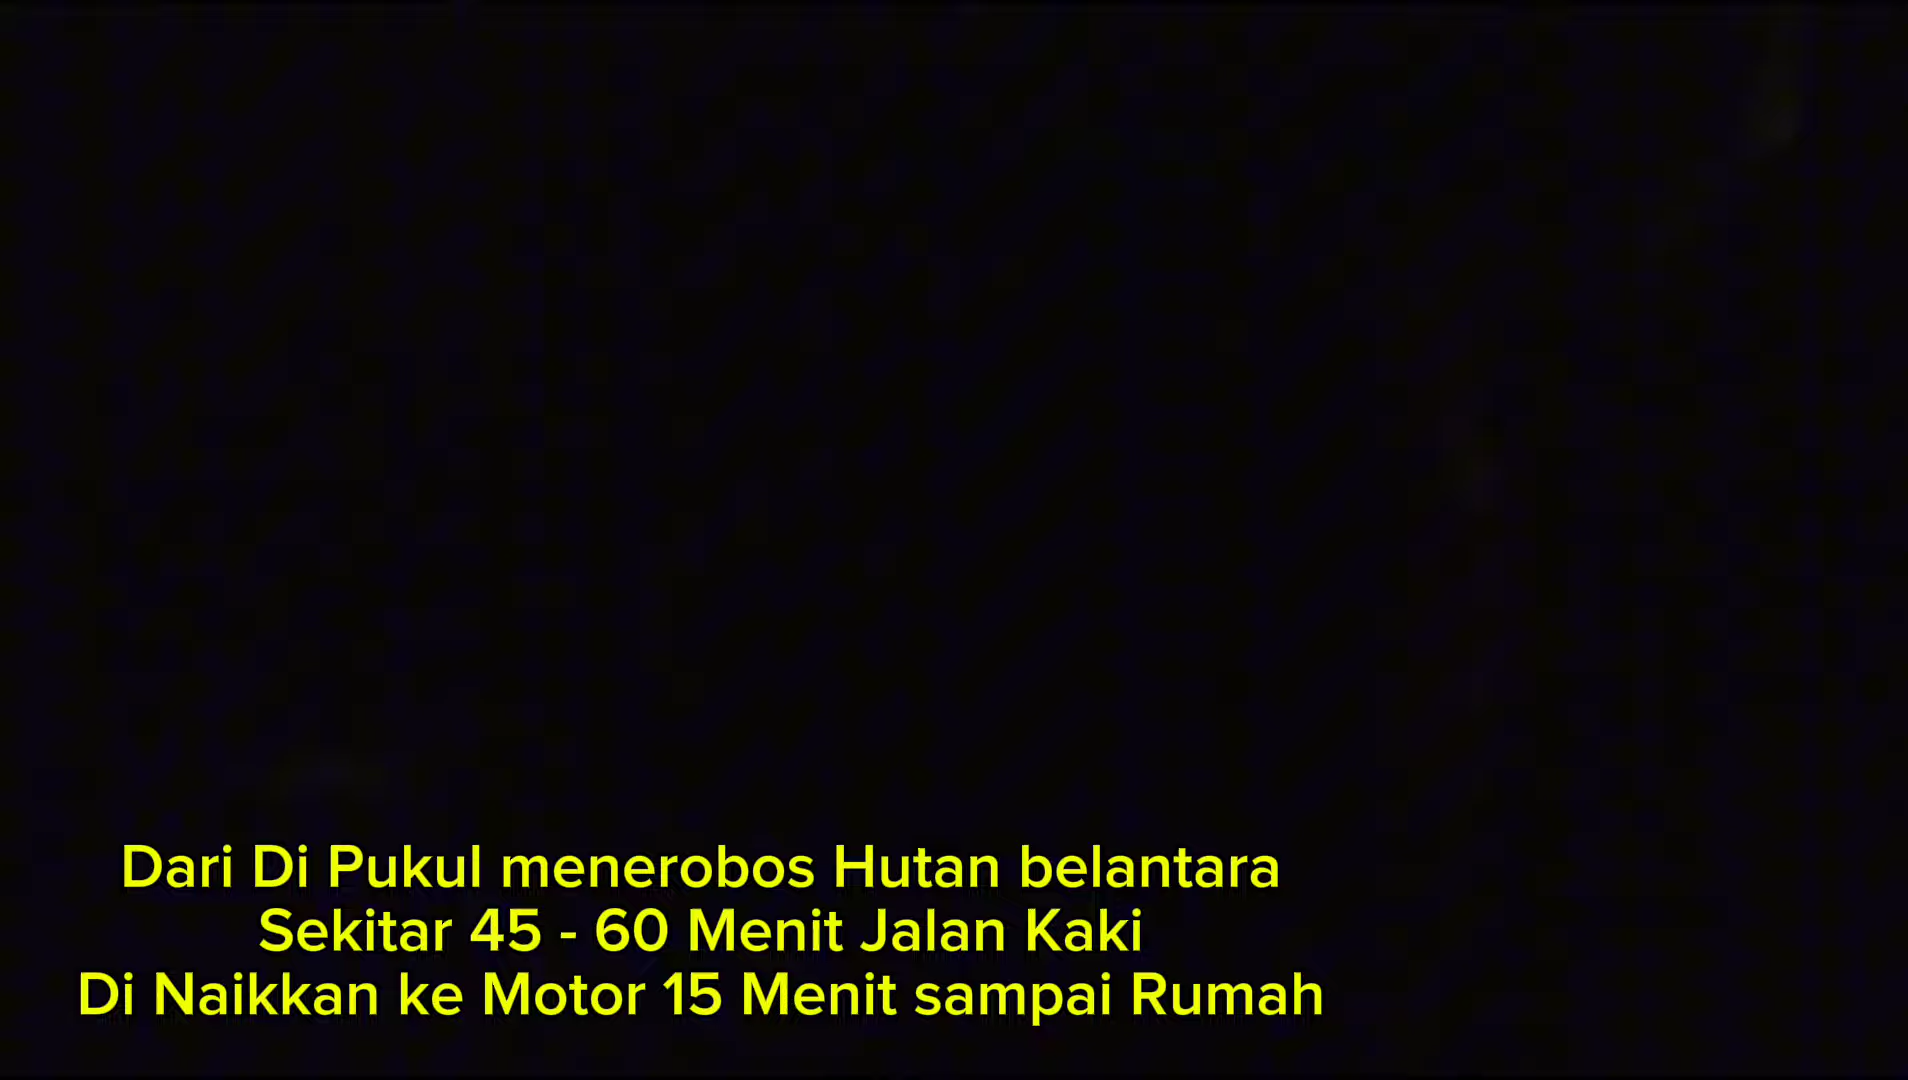 Dari Di Pukul menerobos Hutan belantara
Sekitar 45 - 60 Menit Jalan Kaki
Di Naikkan ke Motor 15 Menit sampai Rumah